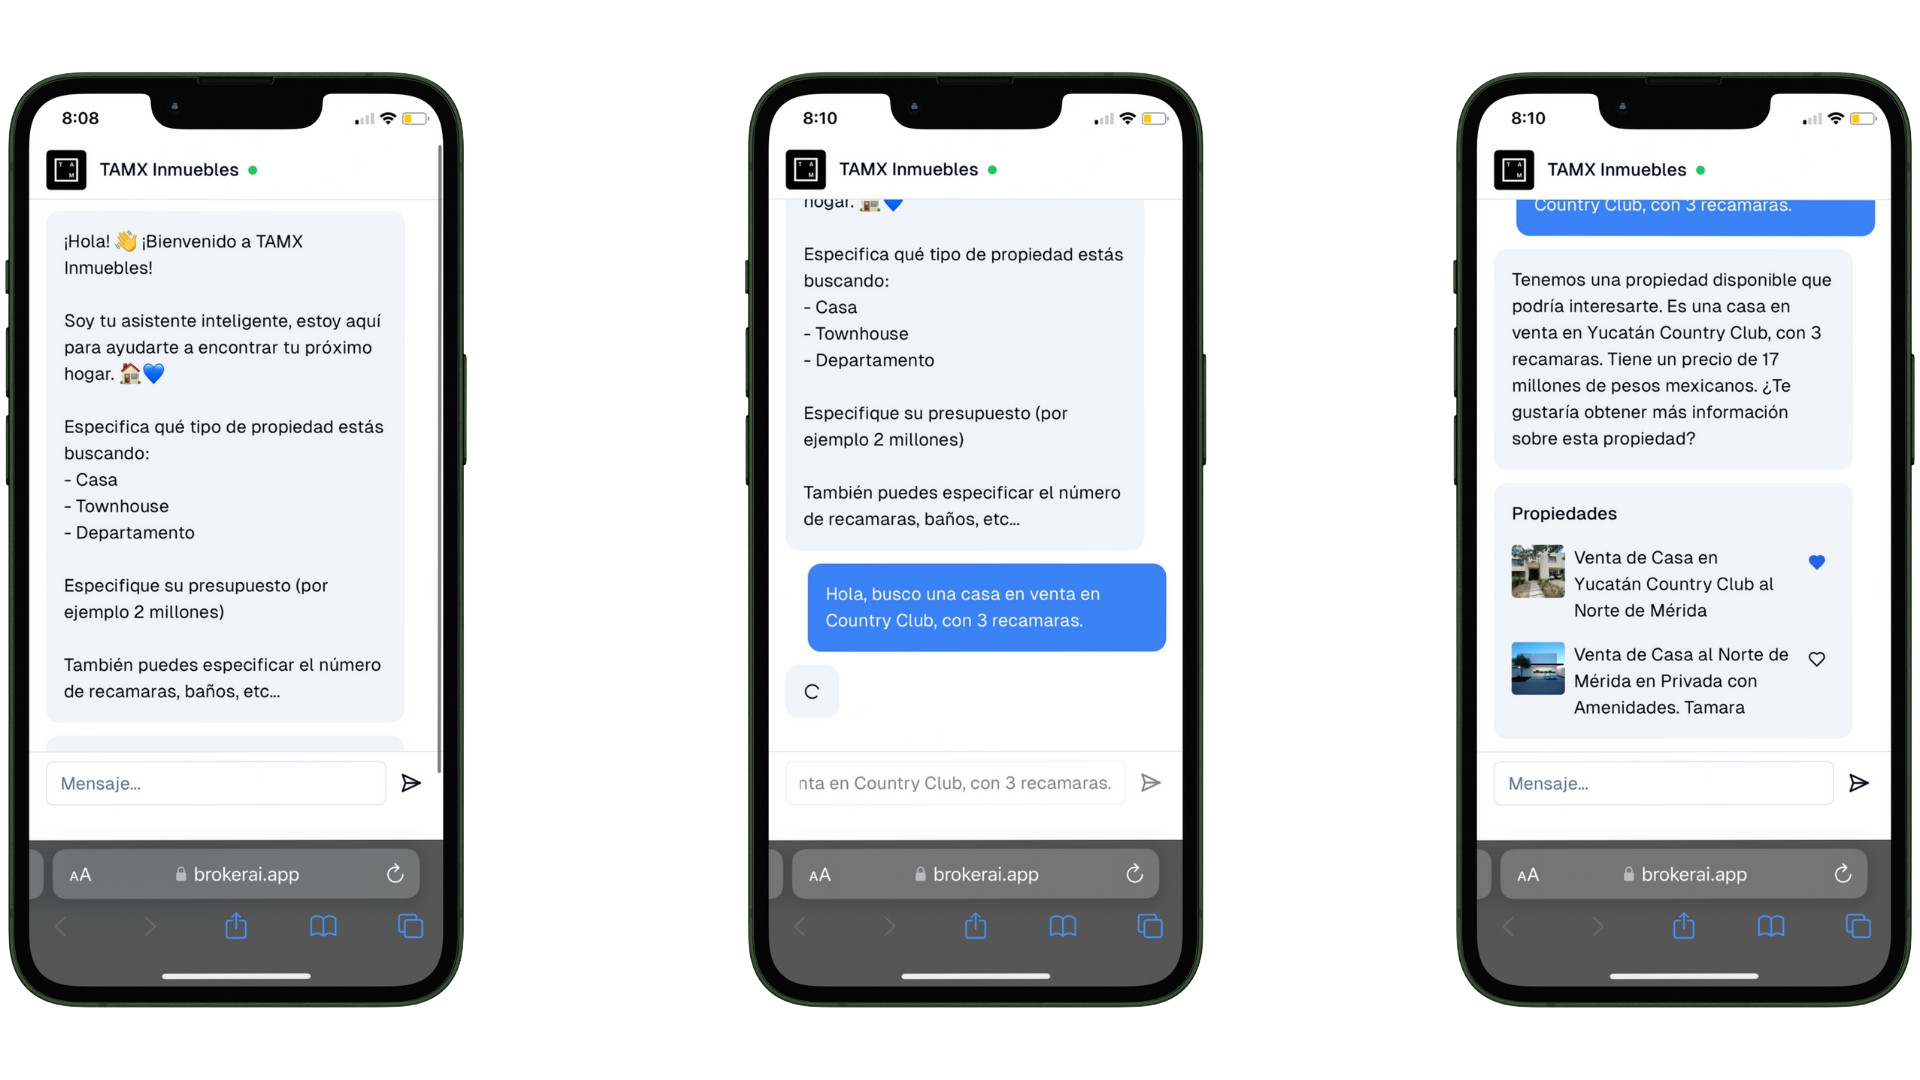 8:08
TAMX Inmuebles
¡Hola! 👋 ¡Bienvenido a TAMX
Inmuebles!
Soy tu asistente inteligente, estoy aquí
para ayudarte a encontrar tu próximo
hogar. 🏠💙
Especifica qué tipo de propiedad estás
buscando:
- Casa
- Townhouse
- Departamento
Especifique su presupuesto (por
ejemplo 2 millones)
También puedes especificar el número
de recamaras, baños, etc...
Mensaje...
AA brokerai.app
8:10
TAMX Inmuebles
hogar. 🏠💙
Especifica qué tipo de propiedad estás
buscando:
- Casa
- Townhouse
- Departamento
Especifique su presupuesto (por
ejemplo 2 millones)
También puedes especificar el número
de recamaras, baños, etc...
Hola, busco una casa en venta en
Country Club, con 3 recamaras.
nta en Country Club, con 3 recamaras.
AA brokerai.app
8:10
TAMX Inmuebles
Country Club, con 3 recamaras.
Tenemos una propiedad disponible que
podría interesarte. Es una casa en
venta en Yucatán Country Club, con 3
recamaras. Tiene un precio de 17
millones de pesos mexicanos. ¿Te
gustaría obtener más información
sobre esta propiedad?
Propiedades
Venta de Casa en
Yucatán Country Club al
Norte de Mérida
Venta de Casa al Norte de
Mérida en Privada con
Amenidades. Tamara
Mensaje...
AA brokerai.app